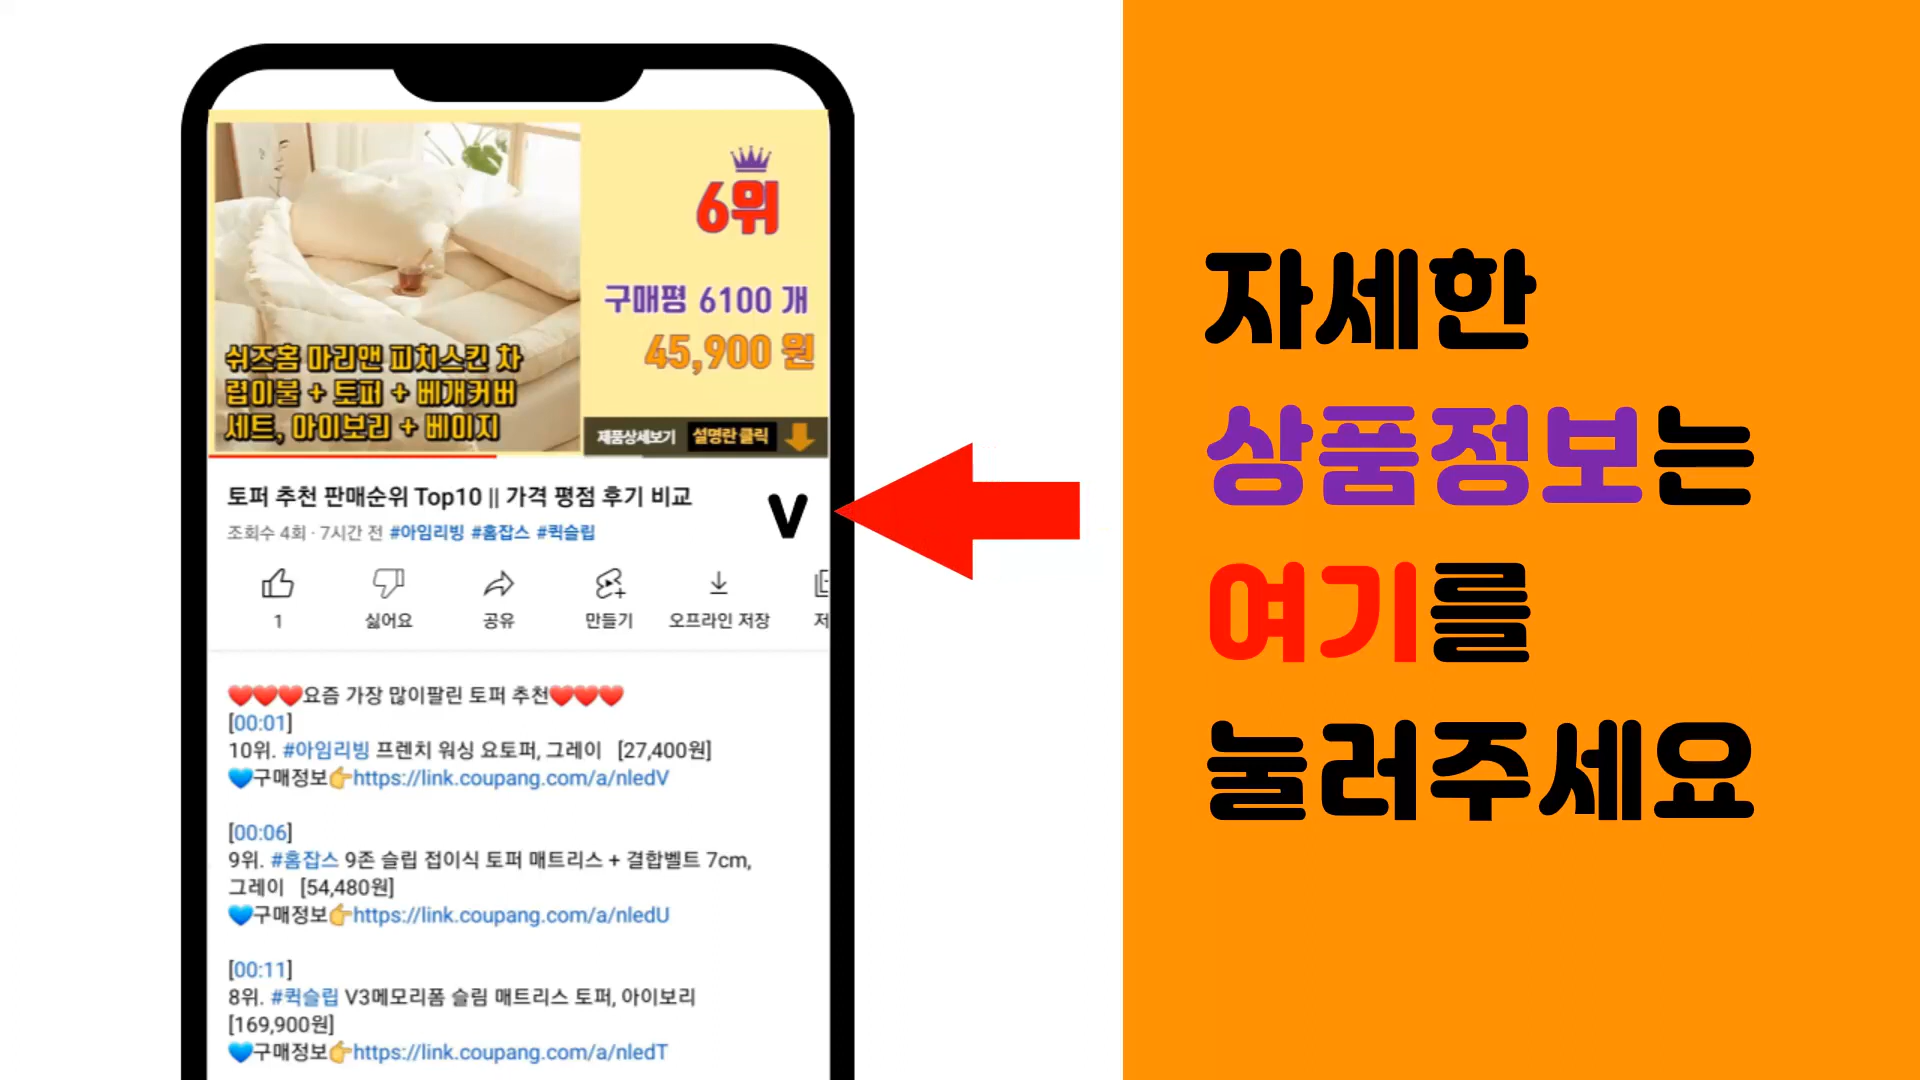 6위
구매평 6100 개
45,900 원
쉬즈홈 마리앤 피치스킨 차
렵이불 + 토퍼 + 베개커버
세트, 아이보리 + 베이지
제품상세보기 설명란 클릭
토퍼 추천 판매순위 Top10 || 가격 평점 후기 비교
V
조회수 4회 · 7시간 전 #아임리빙 #홈잡스 #퀵슬립
1 싫어요 공유 만들기 오프라인 저장 저
❤️❤️❤️요즘 가장 많이팔린 토퍼 추천❤️❤️❤️
[00:01]
10위. #아임리빙 프렌치 워싱 요토퍼, 그레이 [27,400원]
💙구매정보👉https://link.coupang.com/a/nledV
[00:06]
9위. #홈잡스 9존 슬립 접이식 토퍼 매트리스 + 결합벨트 7cm,
그레이 [54,480원]
💙구매정보👉https://link.coupang.com/a/nledU
[00:11]
8위. #퀵슬립 V3메모리폼 슬림 매트리스 토퍼, 아이보리
[169,900원]
💙구매정보👉https://link.coupang.com/a/nledT
자세한
상품정보는
여기를
눌러주세요